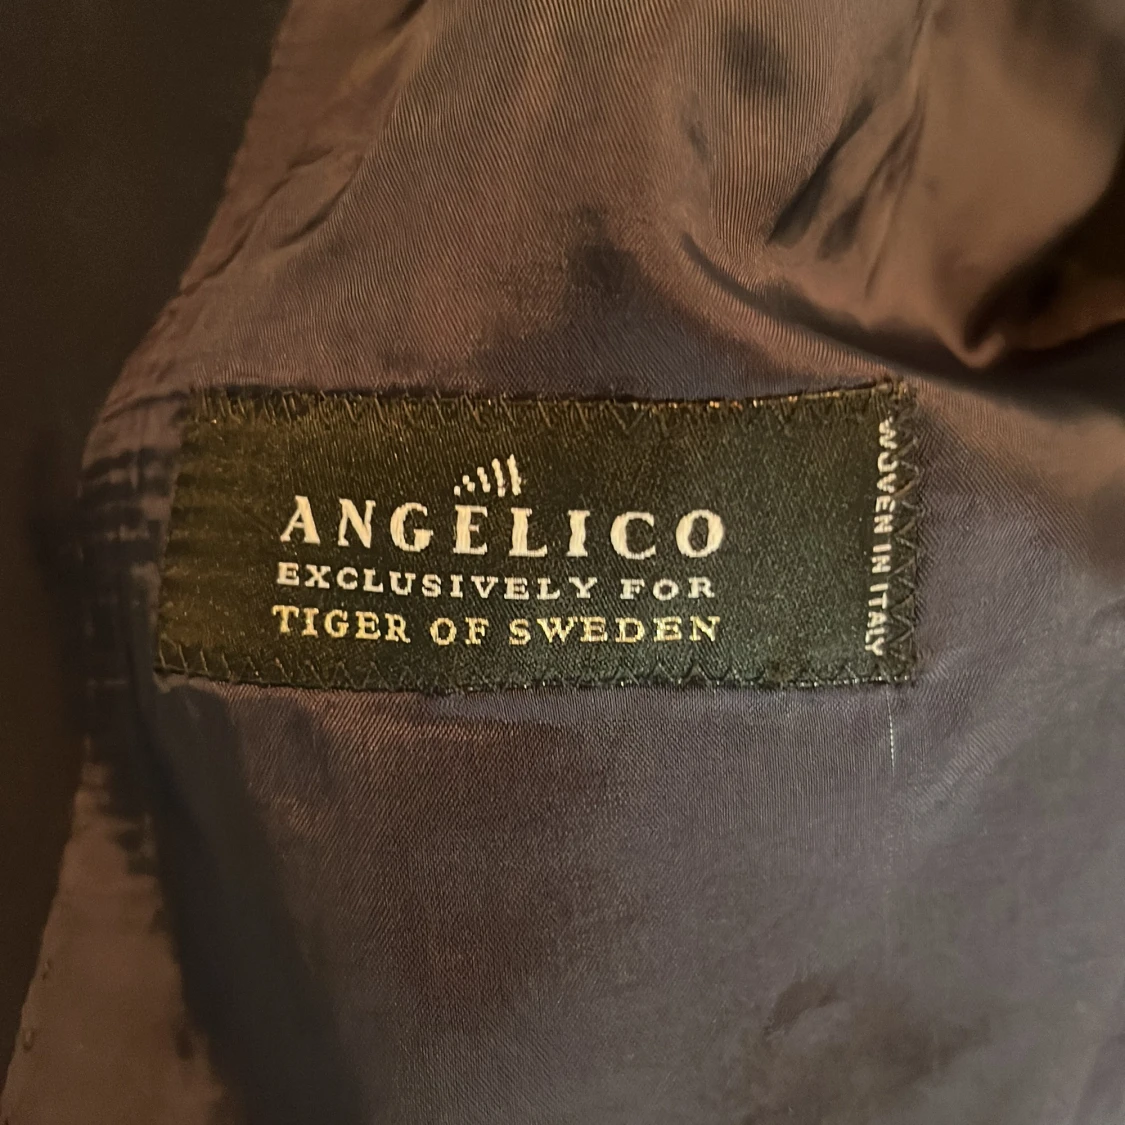 ANGELICO
EXCLUSIVELY FOR
TIGER OF SWEDEN
WOVEN IN ITALY